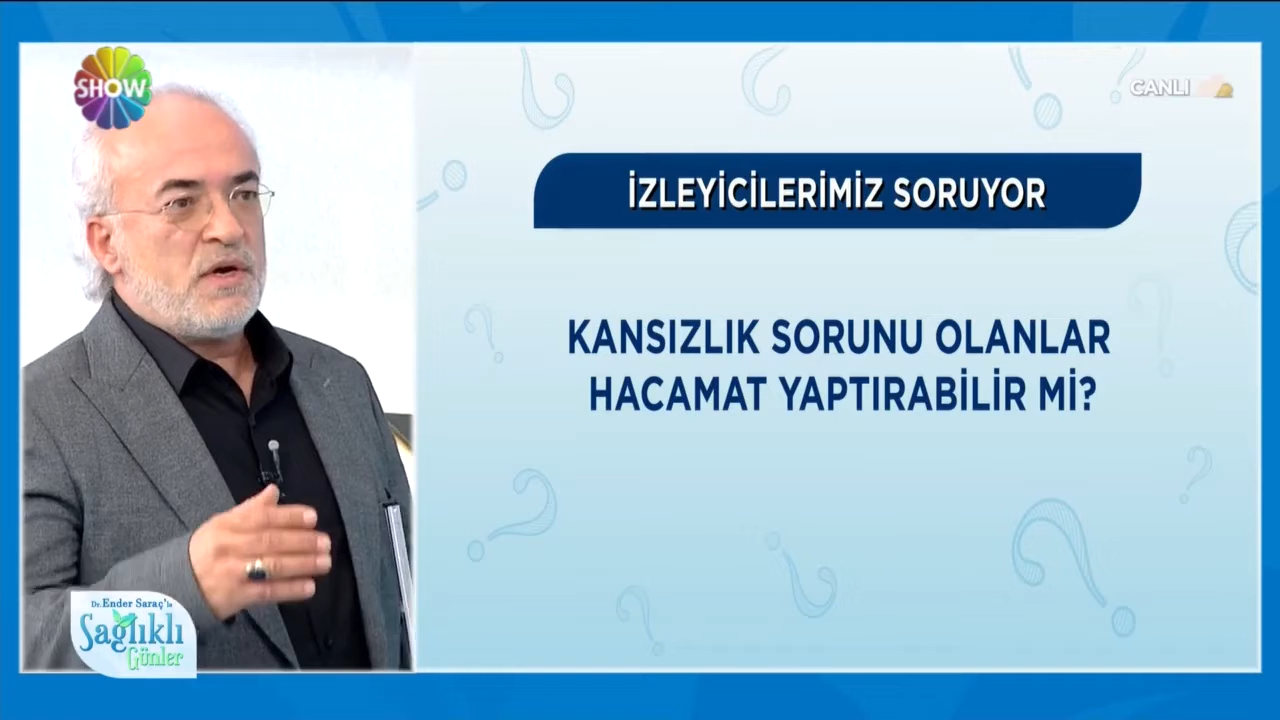 SHOW
CANLI
İZLEYİCİLERİMİZ SORUYOR
KANSIZLIK SORUNU OLANLAR
HACAMAT YAPTIRABİLİR Mİ?
Dr. Ender Saraç'la
Sağlıklı
Günler